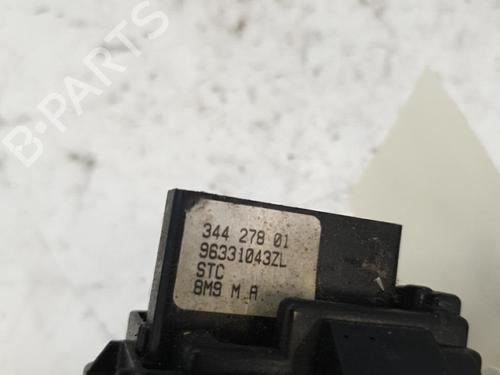 B-PARTS
344 278 01
96331043ZL
STC
8M9 M.A.